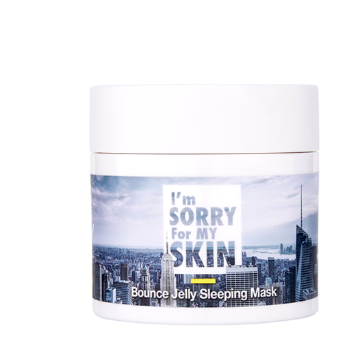 I'm
SORRY
For MY
SKIN
Bounce Jelly Sleeping Mask